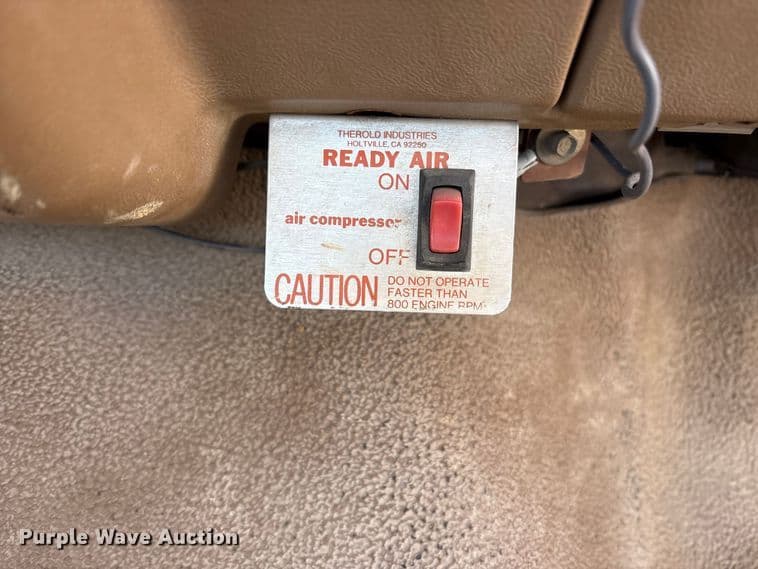 THEROLD INDUSTRIES
HOLTVILLE, CA 92250
READY AIR
ON
air compressor
OFF
CAUTION
DO NOT OPERATE
FASTER THAN
800 ENGINE RPM
Purple Wave Auction